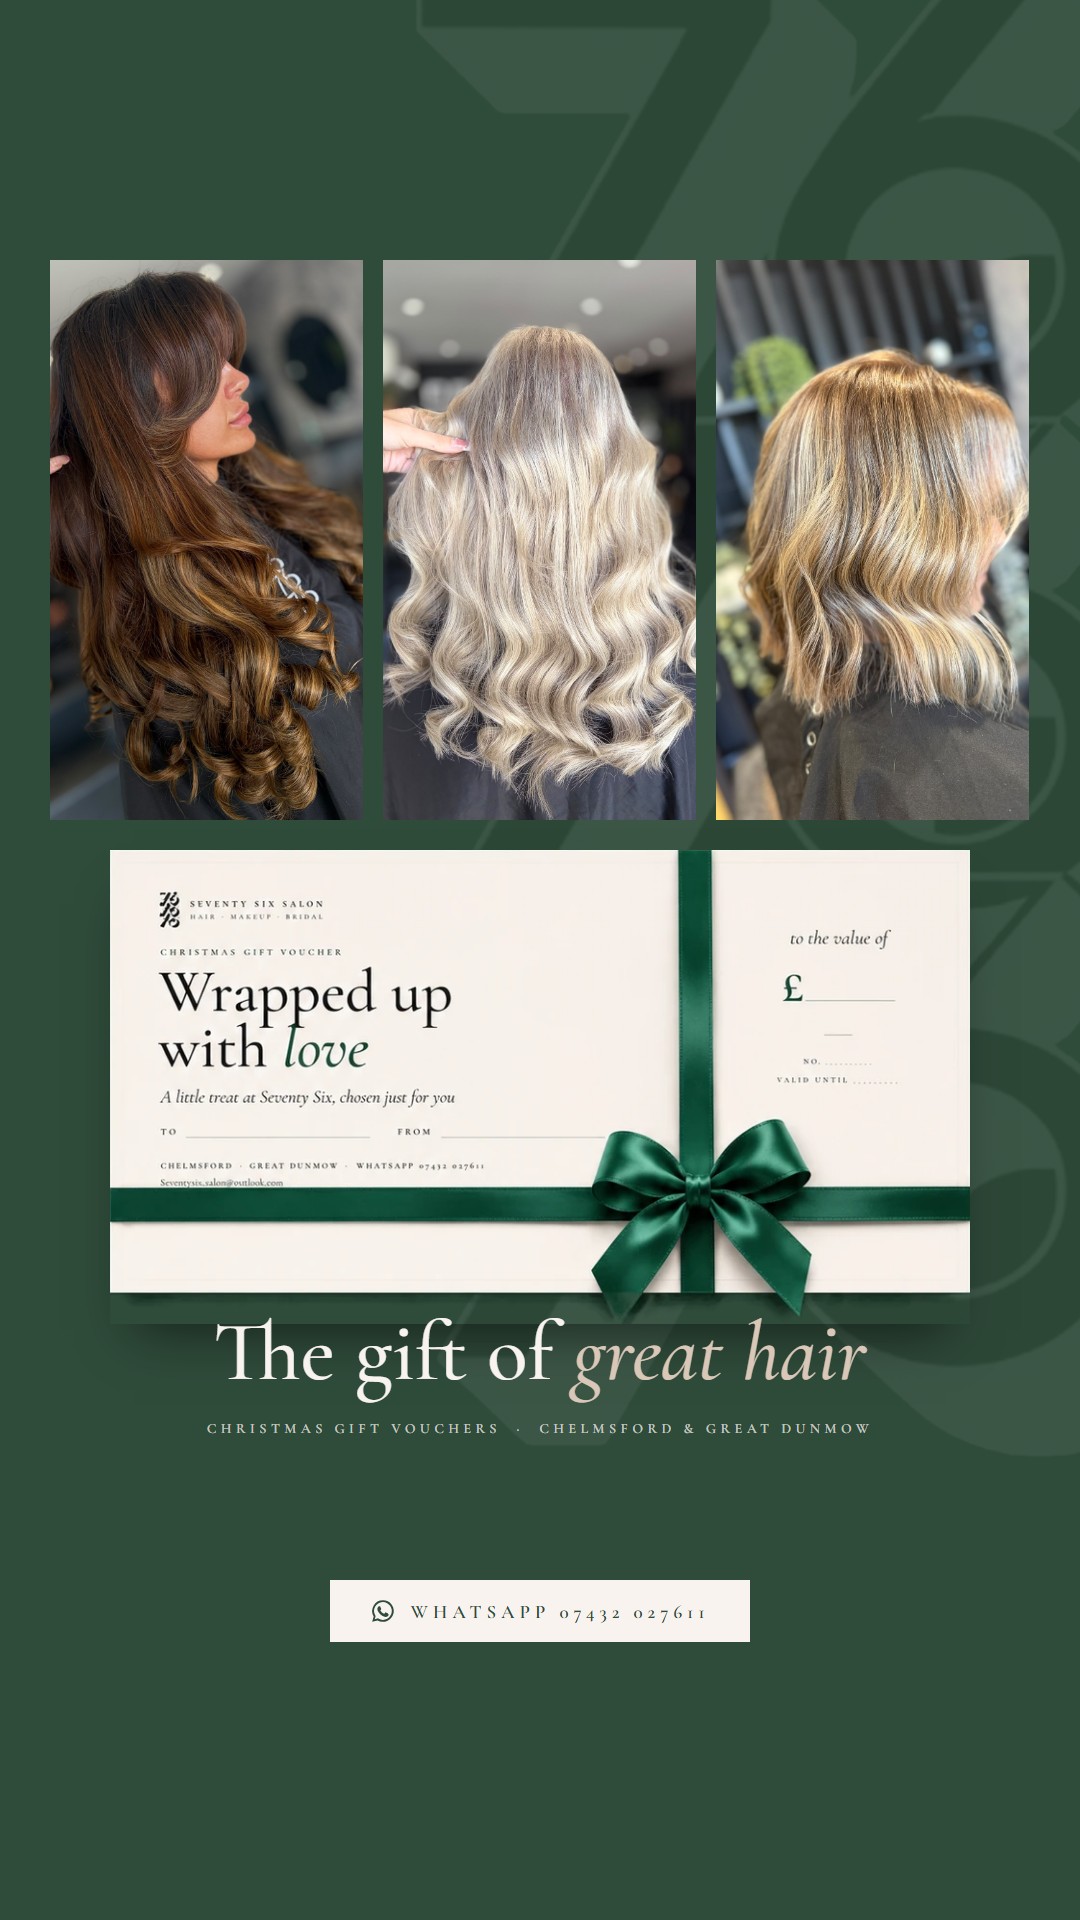 SEVENTY SIX SALON
HAIR · MAKEUP · BRIDAL
CHRISTMAS GIFT VOUCHER
Wrapped up
with love
A little treat at Seventy Six, chosen just for you
TO FROM
CHELMSFORD · GREAT DUNMOW · WHATSAPP 07432 027611
Seventysix.salon@outlook.com
to the value of
£
NO.
VALID UNTIL
The gift of great hair
CHRISTMAS GIFT VOUCHERS · CHELMSFORD & GREAT DUNMOW
WHATSAPP 07432 027611